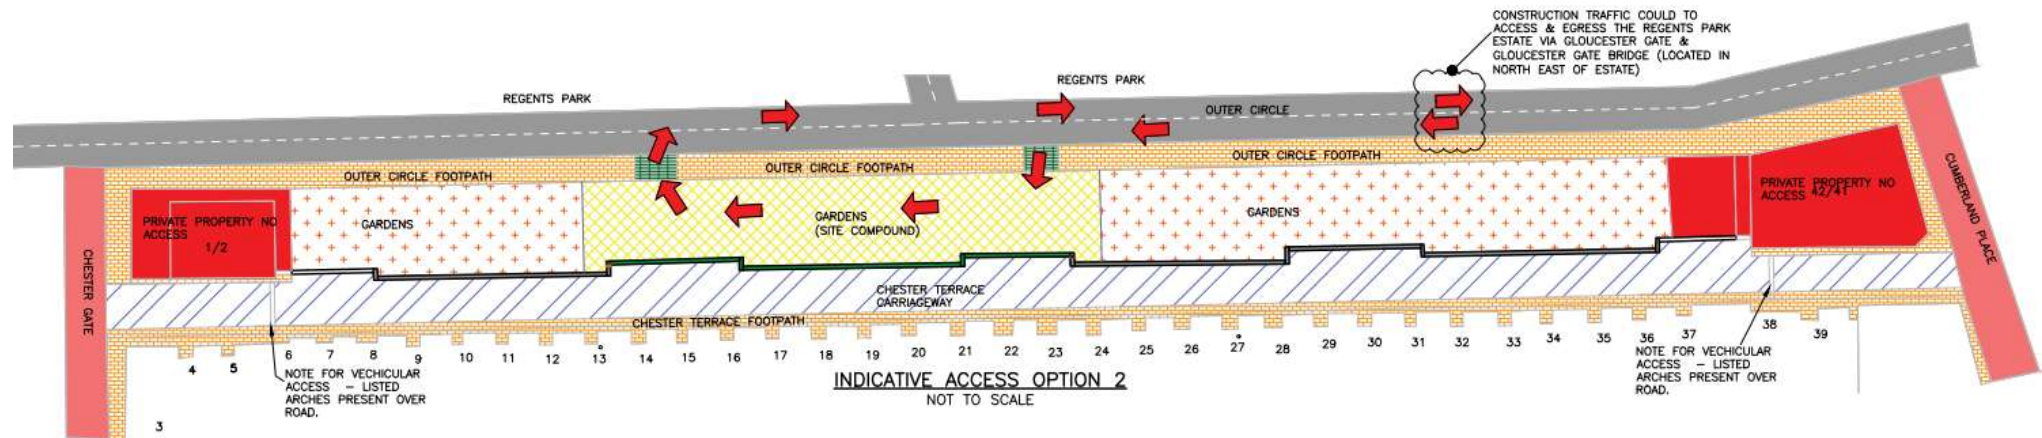 CONSTRUCTION TRAFFIC COULD TO
ACCESS & EGRESS THE REGENTS PARK
ESTATE VIA GLOUCESTER GATE &
GLOUCESTER GATE BRIDGE (LOCATED IN
NORTH EAST OF ESTATE)
REGENTS PARK
REGENTS PARK
OUTER CIRCLE
OUTER CIRCLE FOOTPATH
OUTER CIRCLE FOOTPATH
OUTER CIRCLE FOOTPATH
PRIVATE PROPERTY NO
ACCESS
1/2
GARDENS
GARDENS
(SITE COMPOUND)
GARDENS
PRIVATE PROPERTY NO
ACCESS 42/41
CUMBERLAND PLACE
CHESTER GATE
CHESTER TERRACE
CARRIAGEWAY
CHESTER TERRACE FOOTPATH
3 4 5 6 7 8 9 10 11 12 13 14 15 16 17 18 19 20 21 22 23 24 25 26 27 28 29 30 31 32 33 34 35 36 37 38 39
NOTE FOR VECHICULAR
ACCESS – LISTED
ARCHES PRESENT OVER
ROAD.
NOTE FOR VECHICULAR
ACCESS – LISTED
ARCHES PRESENT OVER
ROAD.
INDICATIVE ACCESS OPTION 2
NOT TO SCALE